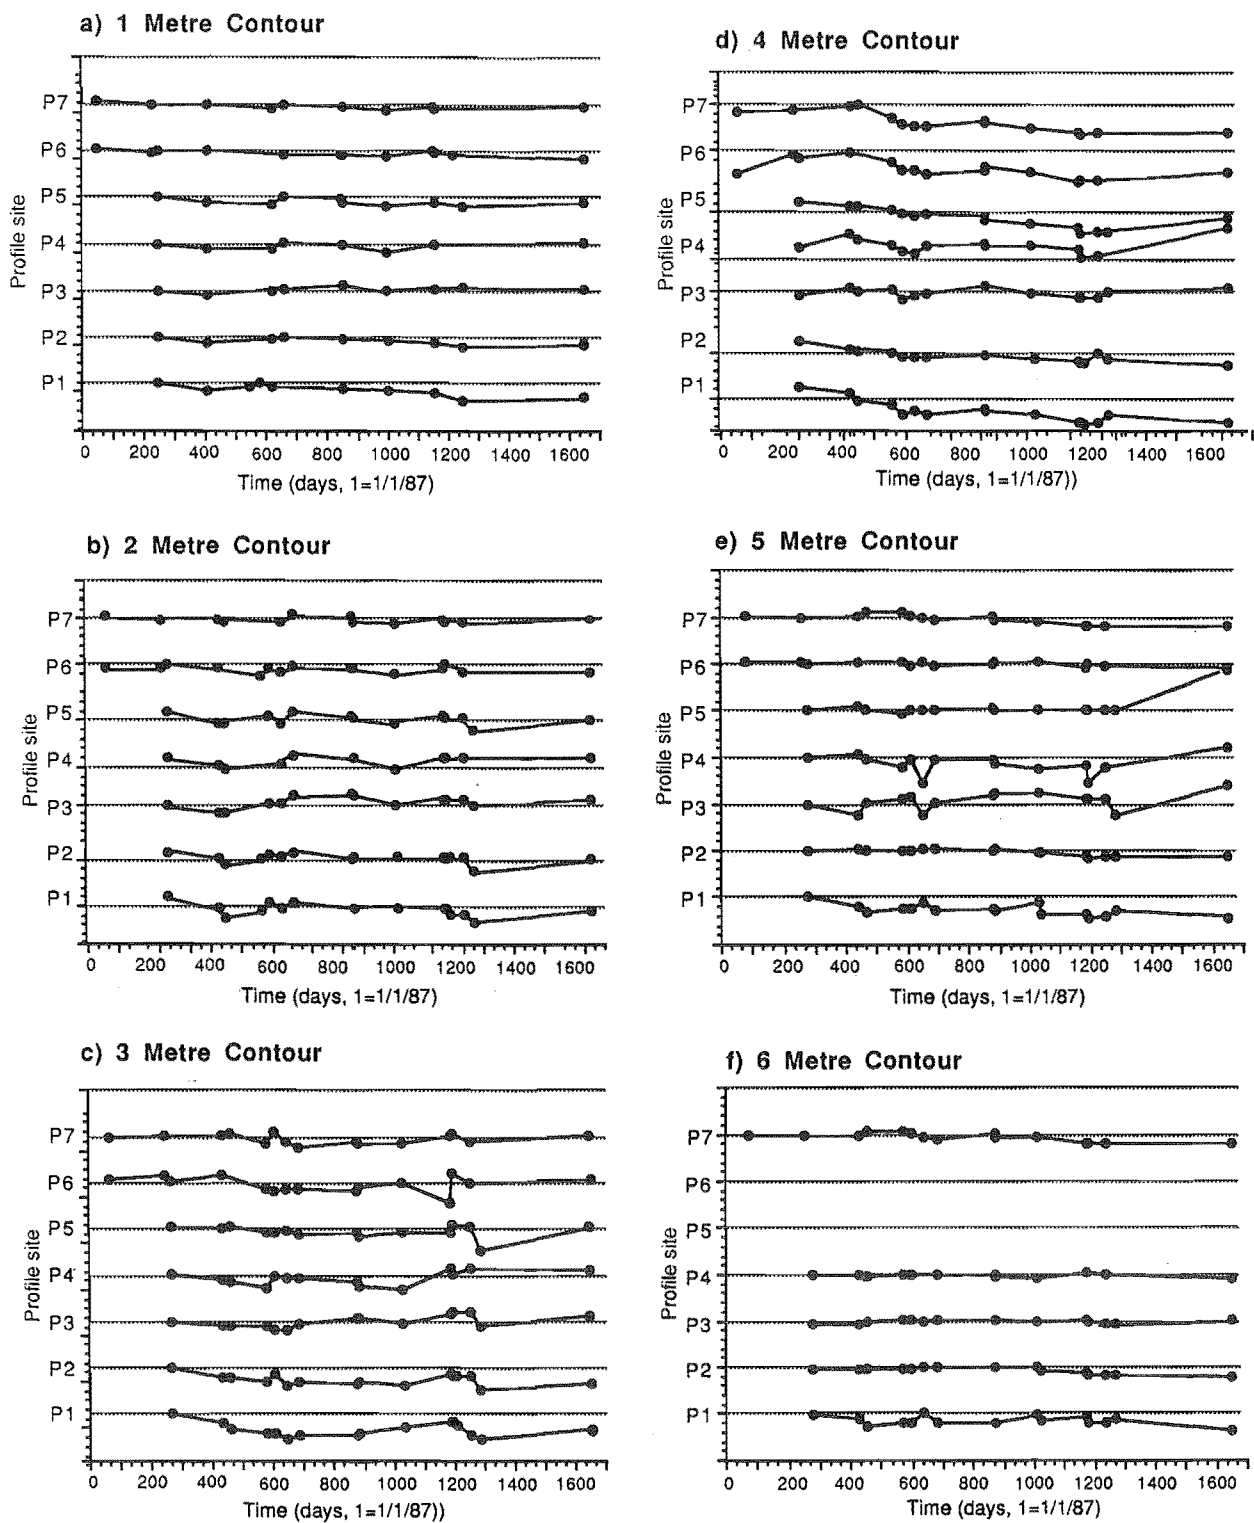 a) 1 Metre Contour
P7
P6
P5
P4
P3
P2
P1
Profile site
0 200 400 600 800 1000 1200 1400 1600
Time (days, 1=1/1/87)
b) 2 Metre Contour
P7
P6
P5
P4
P3
P2
P1
Profile site
0 200 400 600 800 1000 1200 1400 1600
Time (days, 1=1/1/87)
c) 3 Metre Contour
P7
P6
P5
P4
P3
P2
P1
Profile site
0 200 400 600 800 1000 1200 1400 1600
Time (days, 1=1/1/87))
d) 4 Metre Contour
P7
P6
P5
P4
P3
P2
P1
Profile site
0 200 400 600 800 1000 1200 1400 1600
Time (days, 1=1/1/87))
e) 5 Metre Contour
P7
P6
P5
P4
P3
P2
P1
Profile site
0 200 400 600 800 1000 1200 1400 1600
Time (days, 1=1/1/87)
f) 6 Metre Contour
P7
P6
P5
P4
P3
P2
P1
Profile site
0 200 400 600 800 1000 1200 1400 1600
Time (days, 1=1/1/87)